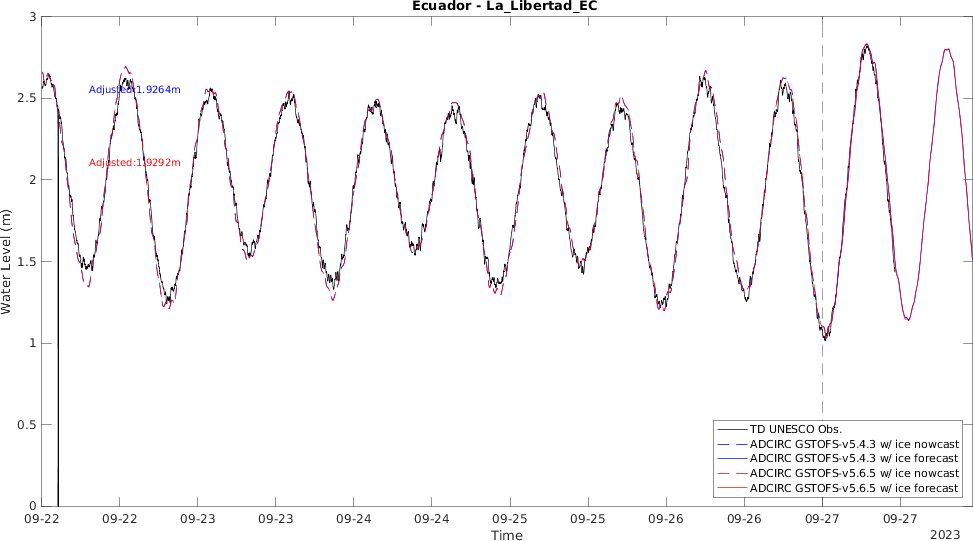 Ecuador - La_Libertad_EC
3
2.5
2
1.5
1
0.5
0
Water Level (m)
Adjusted:1.9264m
Adjusted:1.9292m
TD UNESCO Obs.
ADCIRC GSTOFS-v5.4.3 w/ ice nowcast
ADCIRC GSTOFS-v5.4.3 w/ ice forecast
ADCIRC GSTOFS-v5.6.5 w/ ice nowcast
ADCIRC GSTOFS-v5.6.5 w/ ice forecast
09-22 09-22 09-23 09-23 09-24 09-24 09-25 09-25 09-26 09-26 09-27 09-27
Time
2023